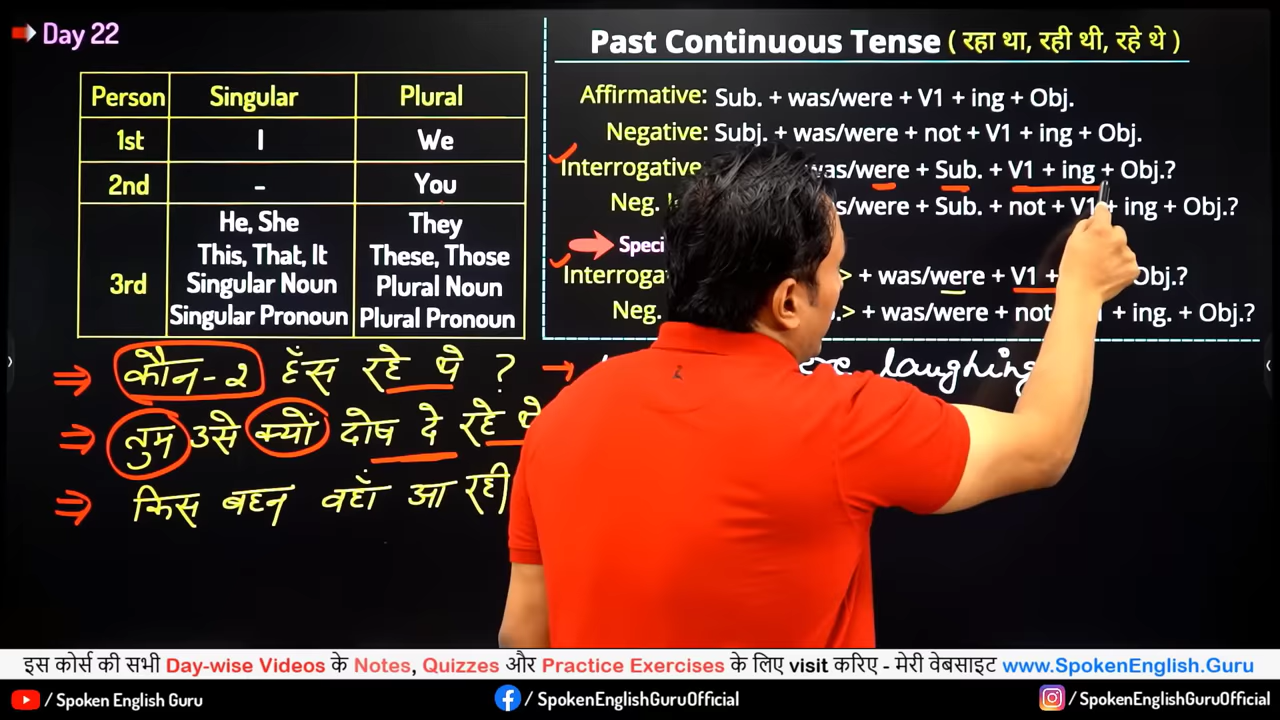 Day 22
Person Singular Plural
1st I We
2nd - You
3rd He, She They
This, That, It These, Those
Singular Noun Plural Noun
Singular Pronoun Plural Pronoun
Past Continuous Tense ( रहा था, रही थी, रहे थे )
Affirmative: Sub. + was/were + V1 + ing + Obj.
Negative: Subj. + was/were + not + V1 + ing + Obj.
Interrogative was/were + Sub. + V1 + ing + Obj.?
Neg. /were + Sub. + not + V1 + ing + Obj.?
Interroga > + was/were + V1 + Obj.?
Neg. > + was/were + not + ing. + Obj.?
⇒ कौन-२ हँस रहे थे ? → laughing
⇒ तुम उसे क्यों दोष दे रहे थे
⇒ किस बहन वहाँ आ रही
इस कोर्स की सभी Day-wise Videos के Notes, Quizzes और Practice Exercises के लिए visit करिए - मेरी वेबसाइट www.SpokenEnglish.Guru
/ Spoken English Guru / SpokenEnglishGuruOfficial / SpokenEnglishGuruOfficial